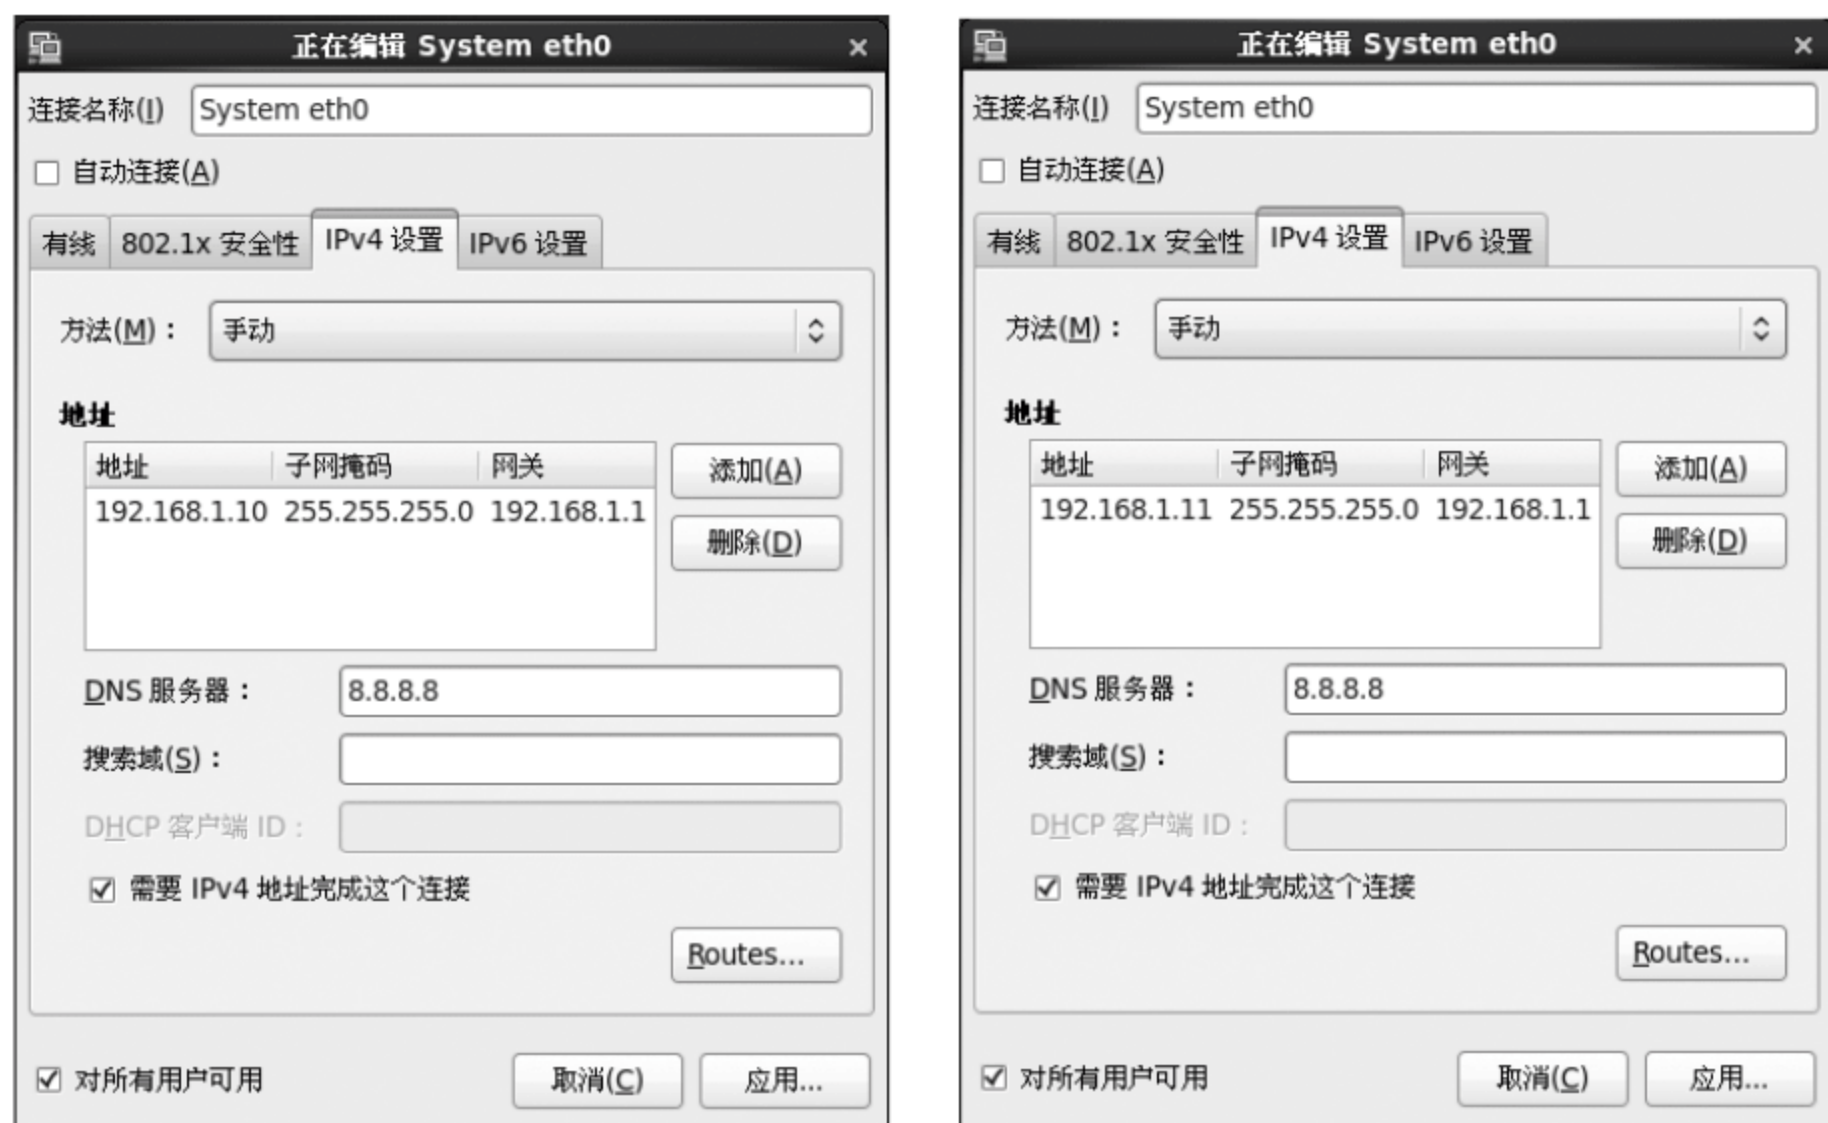 正在编辑 System eth0
连接名称(I) System eth0
自动连接(A)
有线 802.1x 安全性 IPv4 设置 IPv6 设置
方法(M)： 手动
地址
地址 子网掩码 网关
192.168.1.10 255.255.255.0 192.168.1.1
添加(A)
删除(D)
DNS 服务器： 8.8.8.8
搜索域(S)：
DHCP 客户端 ID：
需要 IPv4 地址完成这个连接
Routes...
对所有用户可用 取消(C) 应用...
正在编辑 System eth0
连接名称(I) System eth0
自动连接(A)
有线 802.1x 安全性 IPv4 设置 IPv6 设置
方法(M)： 手动
地址
地址 子网掩码 网关
192.168.1.11 255.255.255.0 192.168.1.1
添加(A)
删除(D)
DNS 服务器： 8.8.8.8
搜索域(S)：
DHCP 客户端 ID：
需要 IPv4 地址完成这个连接
Routes...
对所有用户可用 取消(C) 应用...